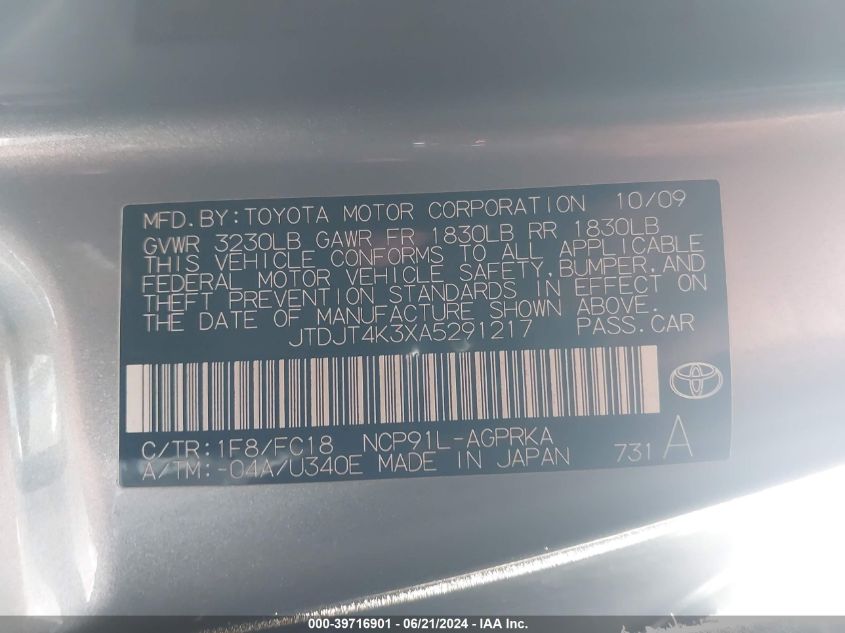 MFD.BY:TOYOTA MOTOR CORPORATION 10/09
GVWR 3230LB GAWR FR 1830LB RR 1830LB
THIS VEHICLE CONFORMS TO ALL APPLICABLE
FEDERAL MOTOR VEHICLE SAFETY,BUMPER,AND
THEFT PREVENTION STANDARDS IN EFFECT ON
THE DATE OF MANUFACTURE SHOWN ABOVE.
JTDJT4K3XA5291217 PASS.CAR
C/TR:1F8/FC18 NCP91L-AGPRKA
A/TM:-04A/U340E MADE IN JAPAN 731 A
000-39716901 / 06/21/2024 - IAA Inc.